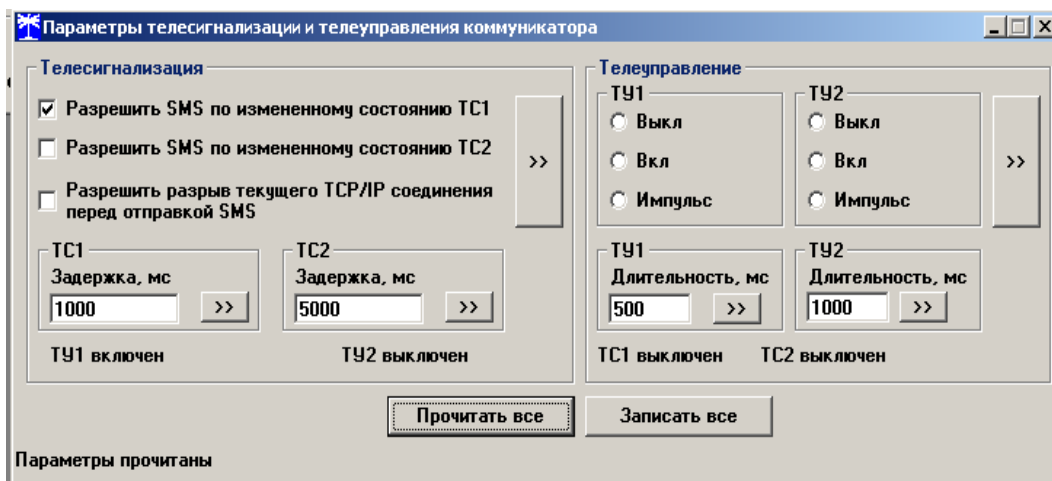 Параметры телесигнализации и телеуправления коммуникатора
Телесигнализация
Разрешить SMS по измененному состоянию ТС1
Разрешить SMS по измененному состоянию ТС2
Разрешить разрыв текущего TCP/IP соединения
перед отправкой SMS
>>
ТС1
Задержка, мс
1000
>>
ТС2
Задержка, мс
5000
>>
ТУ1 включен
ТУ2 выключен
Телеуправление
ТУ1
Выкл
Вкл
Импульс
ТУ2
Выкл
Вкл
Импульс
>>
ТУ1
Длительность, мс
500
>>
ТУ2
Длительность, мс
1000
>>
ТС1 выключен
ТС2 выключен
Прочитать все
Записать все
Параметры прочитаны